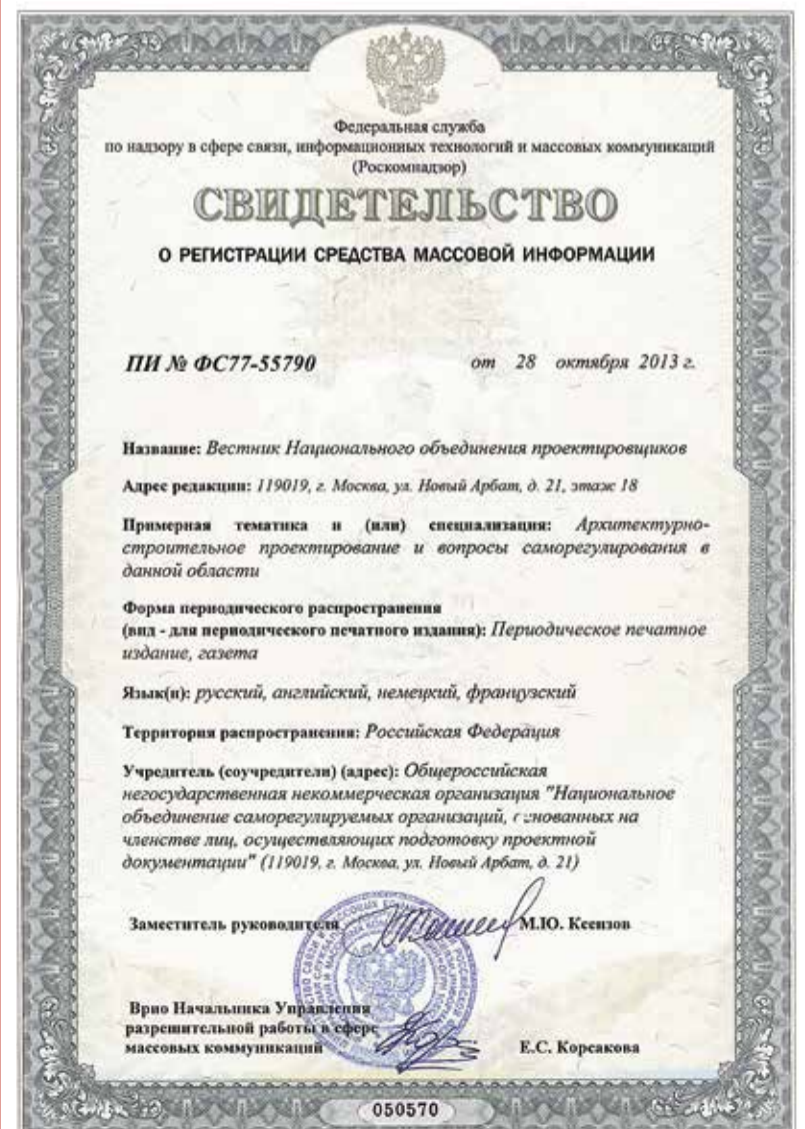 Федеральная служба
по надзору в сфере связи, информационных технологий и массовых коммуникаций
(Роскомнадзор)
СВИДЕТЕЛЬСТВО
О РЕГИСТРАЦИИ СРЕДСТВА МАССОВОЙ ИНФОРМАЦИИ
ПИ № ФС77-55790 от 28 октября 2013 г.
Название: Вестник Национального объединения проектировщиков
Адрес редакции: 119019, г. Москва, ул. Новый Арбат, д. 21, этаж 18
Примерная тематика и (или) специализация: Архитектурно-
строительное проектирование и вопросы саморегулирования в
данной области
Форма периодического распространения
(вид - для периодического печатного издания): Периодическое печатное
издание, газета
Язык(и): русский, английский, немецкий, французский
Территория распространения: Российская Федерация
Учредитель (соучредители) (адрес): Общероссийская
негосударственная некоммерческая организация "Национальное
объединение саморегулируемых организаций, основанных на
членстве лиц, осуществляющих подготовку проектной
документации" (119019, г. Москва, ул. Новый Арбат, д. 21)
Заместитель руководителя М.Ю. Ксензов
Врио Начальника Управления
разрешительной работы в сфере
массовых коммуникаций Е.С. Корсакова
050570